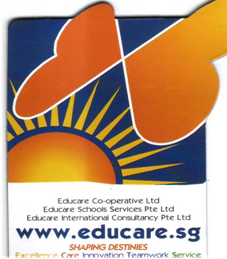 Educare Co-operative Ltd
Educare Schools Services Pte Ltd
Educare International Consultancy Pte Ltd
www.educare.sg
SHAPING DESTINIES
Excellence Care Innovation Teamwork Service